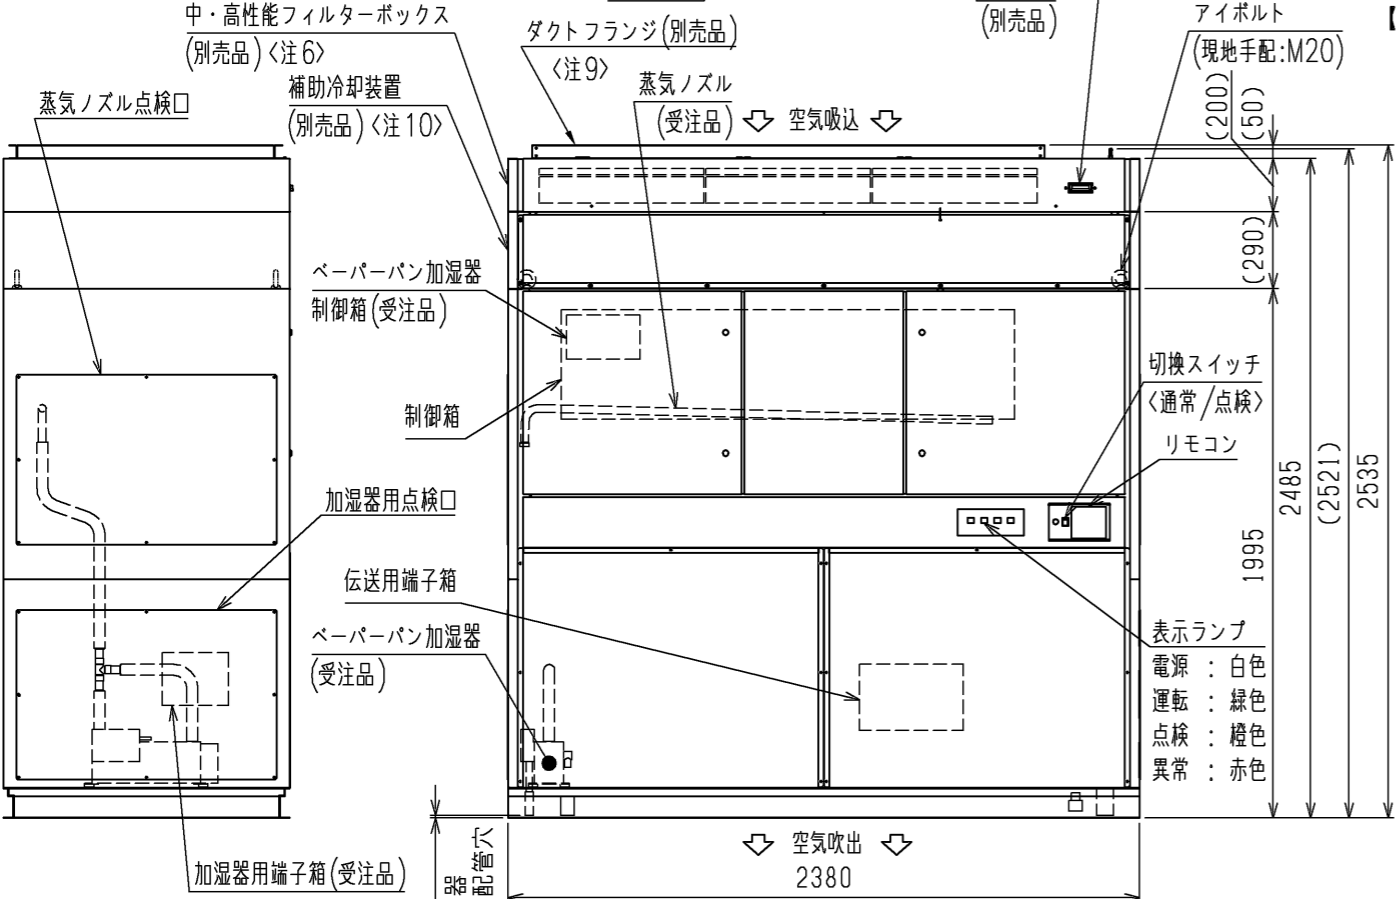 中・高性能フィルターボックス
(別売品)〈注6〉
ダクトフランジ(別売品)
〈注9〉
(別売品)
アイボルト
(現地手配:M20)
【
蒸気ノズル点検口
補助冷却装置
(別売品)〈注10〉
蒸気ノズル
(受注品)
空気吸込
(200)
(50)
ベーパーパン加湿器
制御箱(受注品)
(290)
制御箱
切換スイッチ
〈通常/点検〉
リモコン
加湿器用点検口
伝送用端子箱
ベーパーパン加湿器
(受注品)
1995
2485
(2521)
2535
表示ランプ
電源 : 白色
運転 : 緑色
点検 : 橙色
異常 : 赤色
加湿器用端子箱(受注品)
器
配管穴
空気吹出
2380